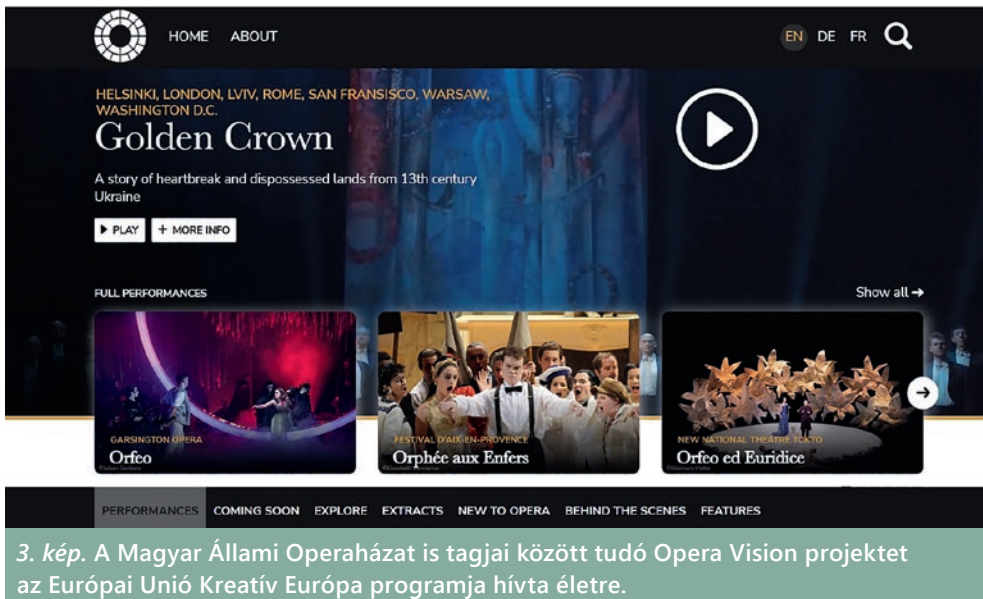 HOME ABOUT EN DE FR
HELSINKI, LONDON, LVIV, ROME, SAN FRANSISCO, WARSAW,
WASHINGTON D.C.
Golden Crown
A story of heartbreak and dispossessed lands from 13th century
Ukraine
PLAY + MORE INFO
FULL PERFORMANCES Show all →
GARSINGTON OPERA
Orfeo
FESTIVAL D'AIX-EN-PROVENCE
Orphée aux Enfers
NEW NATIONAL THEATRE TOKYO
Orfeo ed Euridice
PERFORMANCES COMING SOON EXPLORE EXTRACTS NEW TO OPERA BEHIND THE SCENES FEATURES
3. kép. A Magyar Állami Operaházat is tagjai között tudó Opera Vision projektet
az Európai Unió Kreatív Európa programja hívta életre.